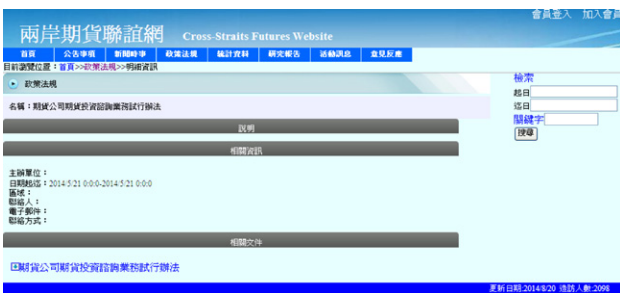 會員登入 加入會員
兩岸期貨聯誼網 Cross-Straits Futures Website
首頁 公告事項 新聞時事 政策法規 統計資料 研究報告 活動訊息 意見反應
目前瀏覽位置：首頁>>政策法規>>明細資訊
政策法規
名稱：期貨公司期貨投資諮詢業務試行辦法
說明
相關資訊
主辦單位：
日期起迄：2014/5/21 0:0:0-2014/5/21 0:0:0
區域：
聯絡人：
電子郵件：
聯絡方式：
相關文件
期貨公司期貨投資諮詢業務試行辦法
檢索
起日
迄日
關鍵字
搜尋
更新日期:2014/8/20 造訪人數:2098